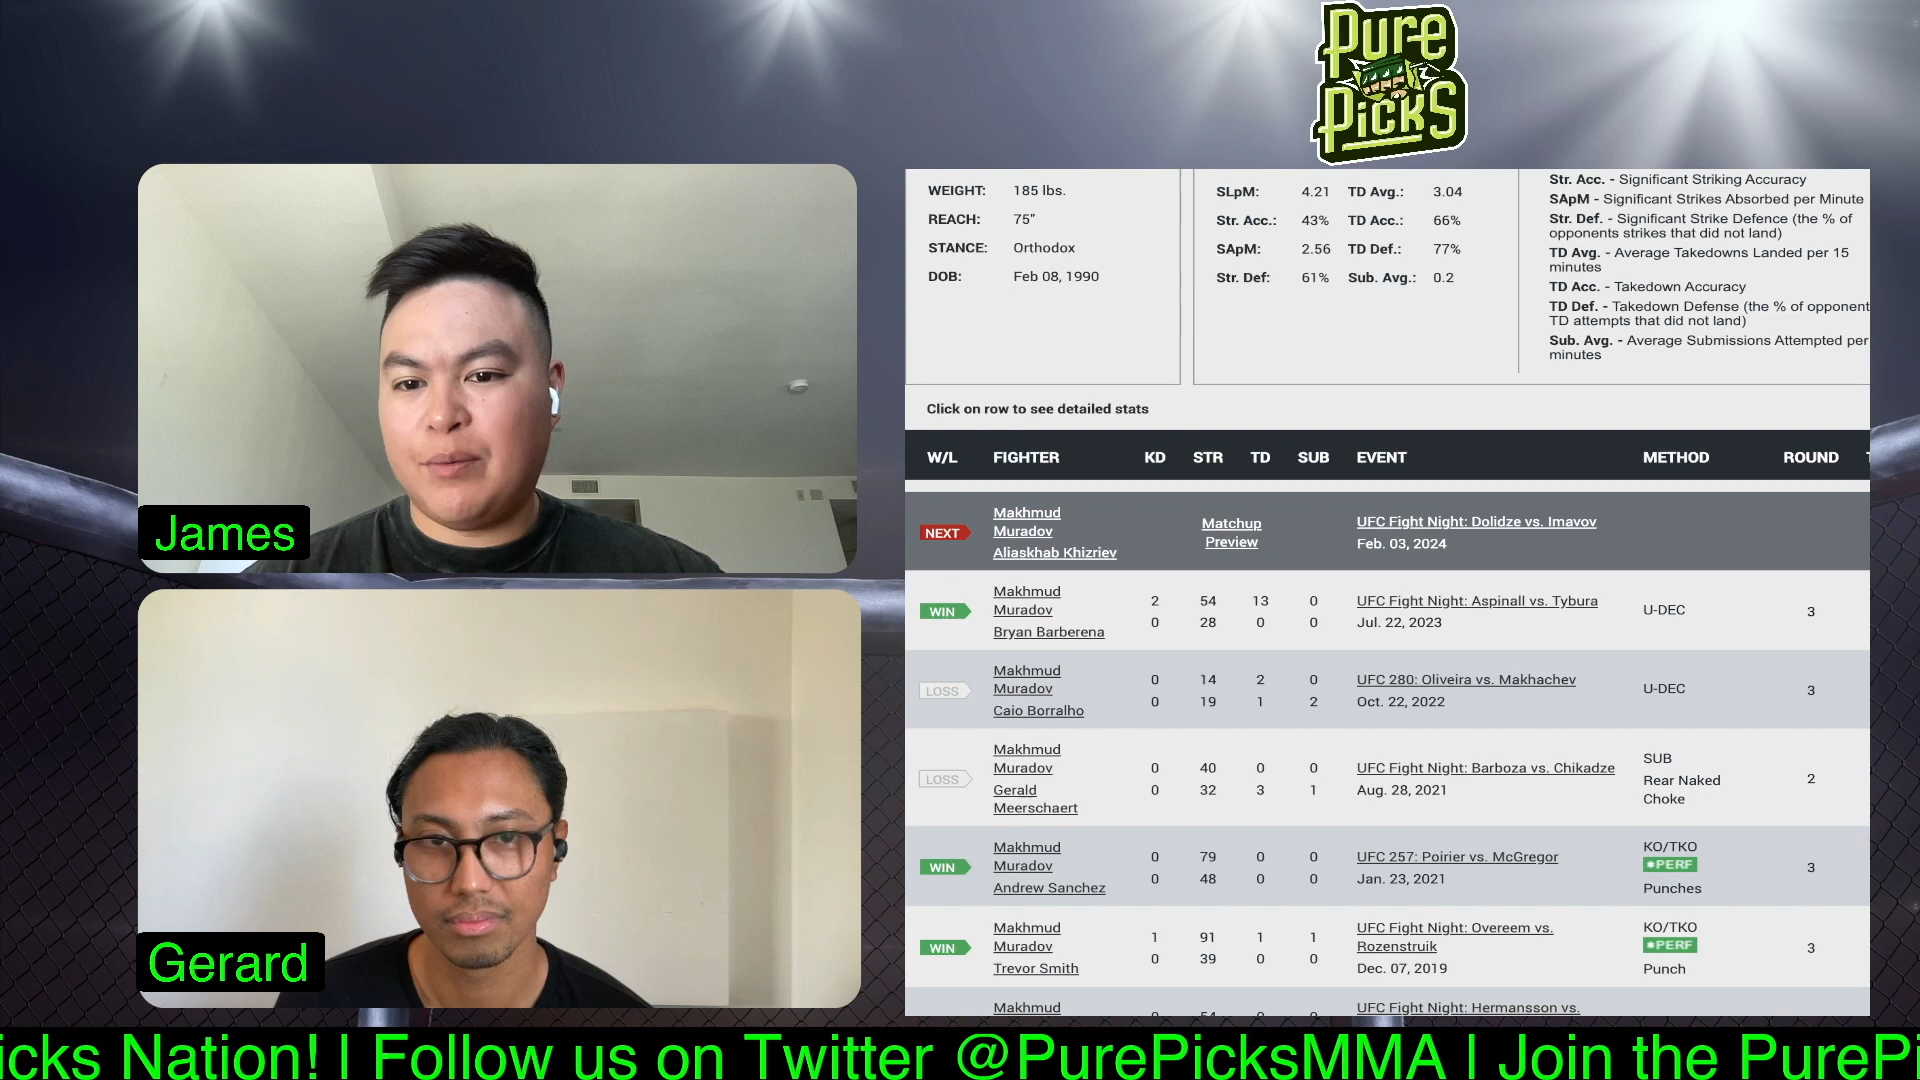 Pure
Picks
James
Gerard
WEIGHT: 185 lbs.
REACH: 75"
STANCE: Orthodox
DOB: Feb 08, 1990
SLpM: 4.21 TD Avg.: 3.04
Str. Acc.: 43% TD Acc.: 66%
SApM: 2.56 TD Def.: 77%
Str. Def: 61% Sub. Avg.: 0.2
Str. Acc. - Significant Striking Accuracy
SApM - Significant Strikes Absorbed per Minute
Str. Def. - Significant Strike Defence (the % of
opponents strikes that did not land)
TD Avg. - Average Takedowns Landed per 15
minutes
TD Acc. - Takedown Accuracy
TD Def. - Takedown Defense (the % of opponent
TD attempts that did not land)
Sub. Avg. - Average Submissions Attempted per
minutes
Click on row to see detailed stats
W/L FIGHTER KD STR TD SUB EVENT METHOD ROUND
NEXT
Makhmud
Muradov
Aliaskhab Khizriev
Matchup
Preview
UFC Fight Night: Dolidze vs. Imavov
Feb. 03, 2024
WIN
Makhmud
Muradov
Bryan Barberena
2 54 13 0
0 28 0 0
UFC Fight Night: Aspinall vs. Tybura
Jul. 22, 2023
U-DEC
3
LOSS
Makhmud
Muradov
Caio Borralho
0 14 2 0
0 19 1 2
UFC 280: Oliveira vs. Makhachev
Oct. 22, 2022
U-DEC
3
LOSS
Makhmud
Muradov
Gerald
Meerschaert
0 40 0 0
0 32 3 1
UFC Fight Night: Barboza vs. Chikadze
Aug. 28, 2021
SUB
Rear Naked
Choke
2
WIN
Makhmud
Muradov
Andrew Sanchez
0 79 0 0
0 48 0 0
UFC 257: Poirier vs. McGregor
Jan. 23, 2021
KO/TKO
PERF
Punches
3
WIN
Makhmud
Muradov
Trevor Smith
1 91 1 1
0 39 0 0
UFC Fight Night: Overeem vs.
Rozenstruik
Dec. 07, 2019
KO/TKO
PERF
Punch
3
Makhmud
UFC Fight Night: Hermansson vs.
icks Nation! | Follow us on Twitter @PurePicksMMA | Join the PurePi